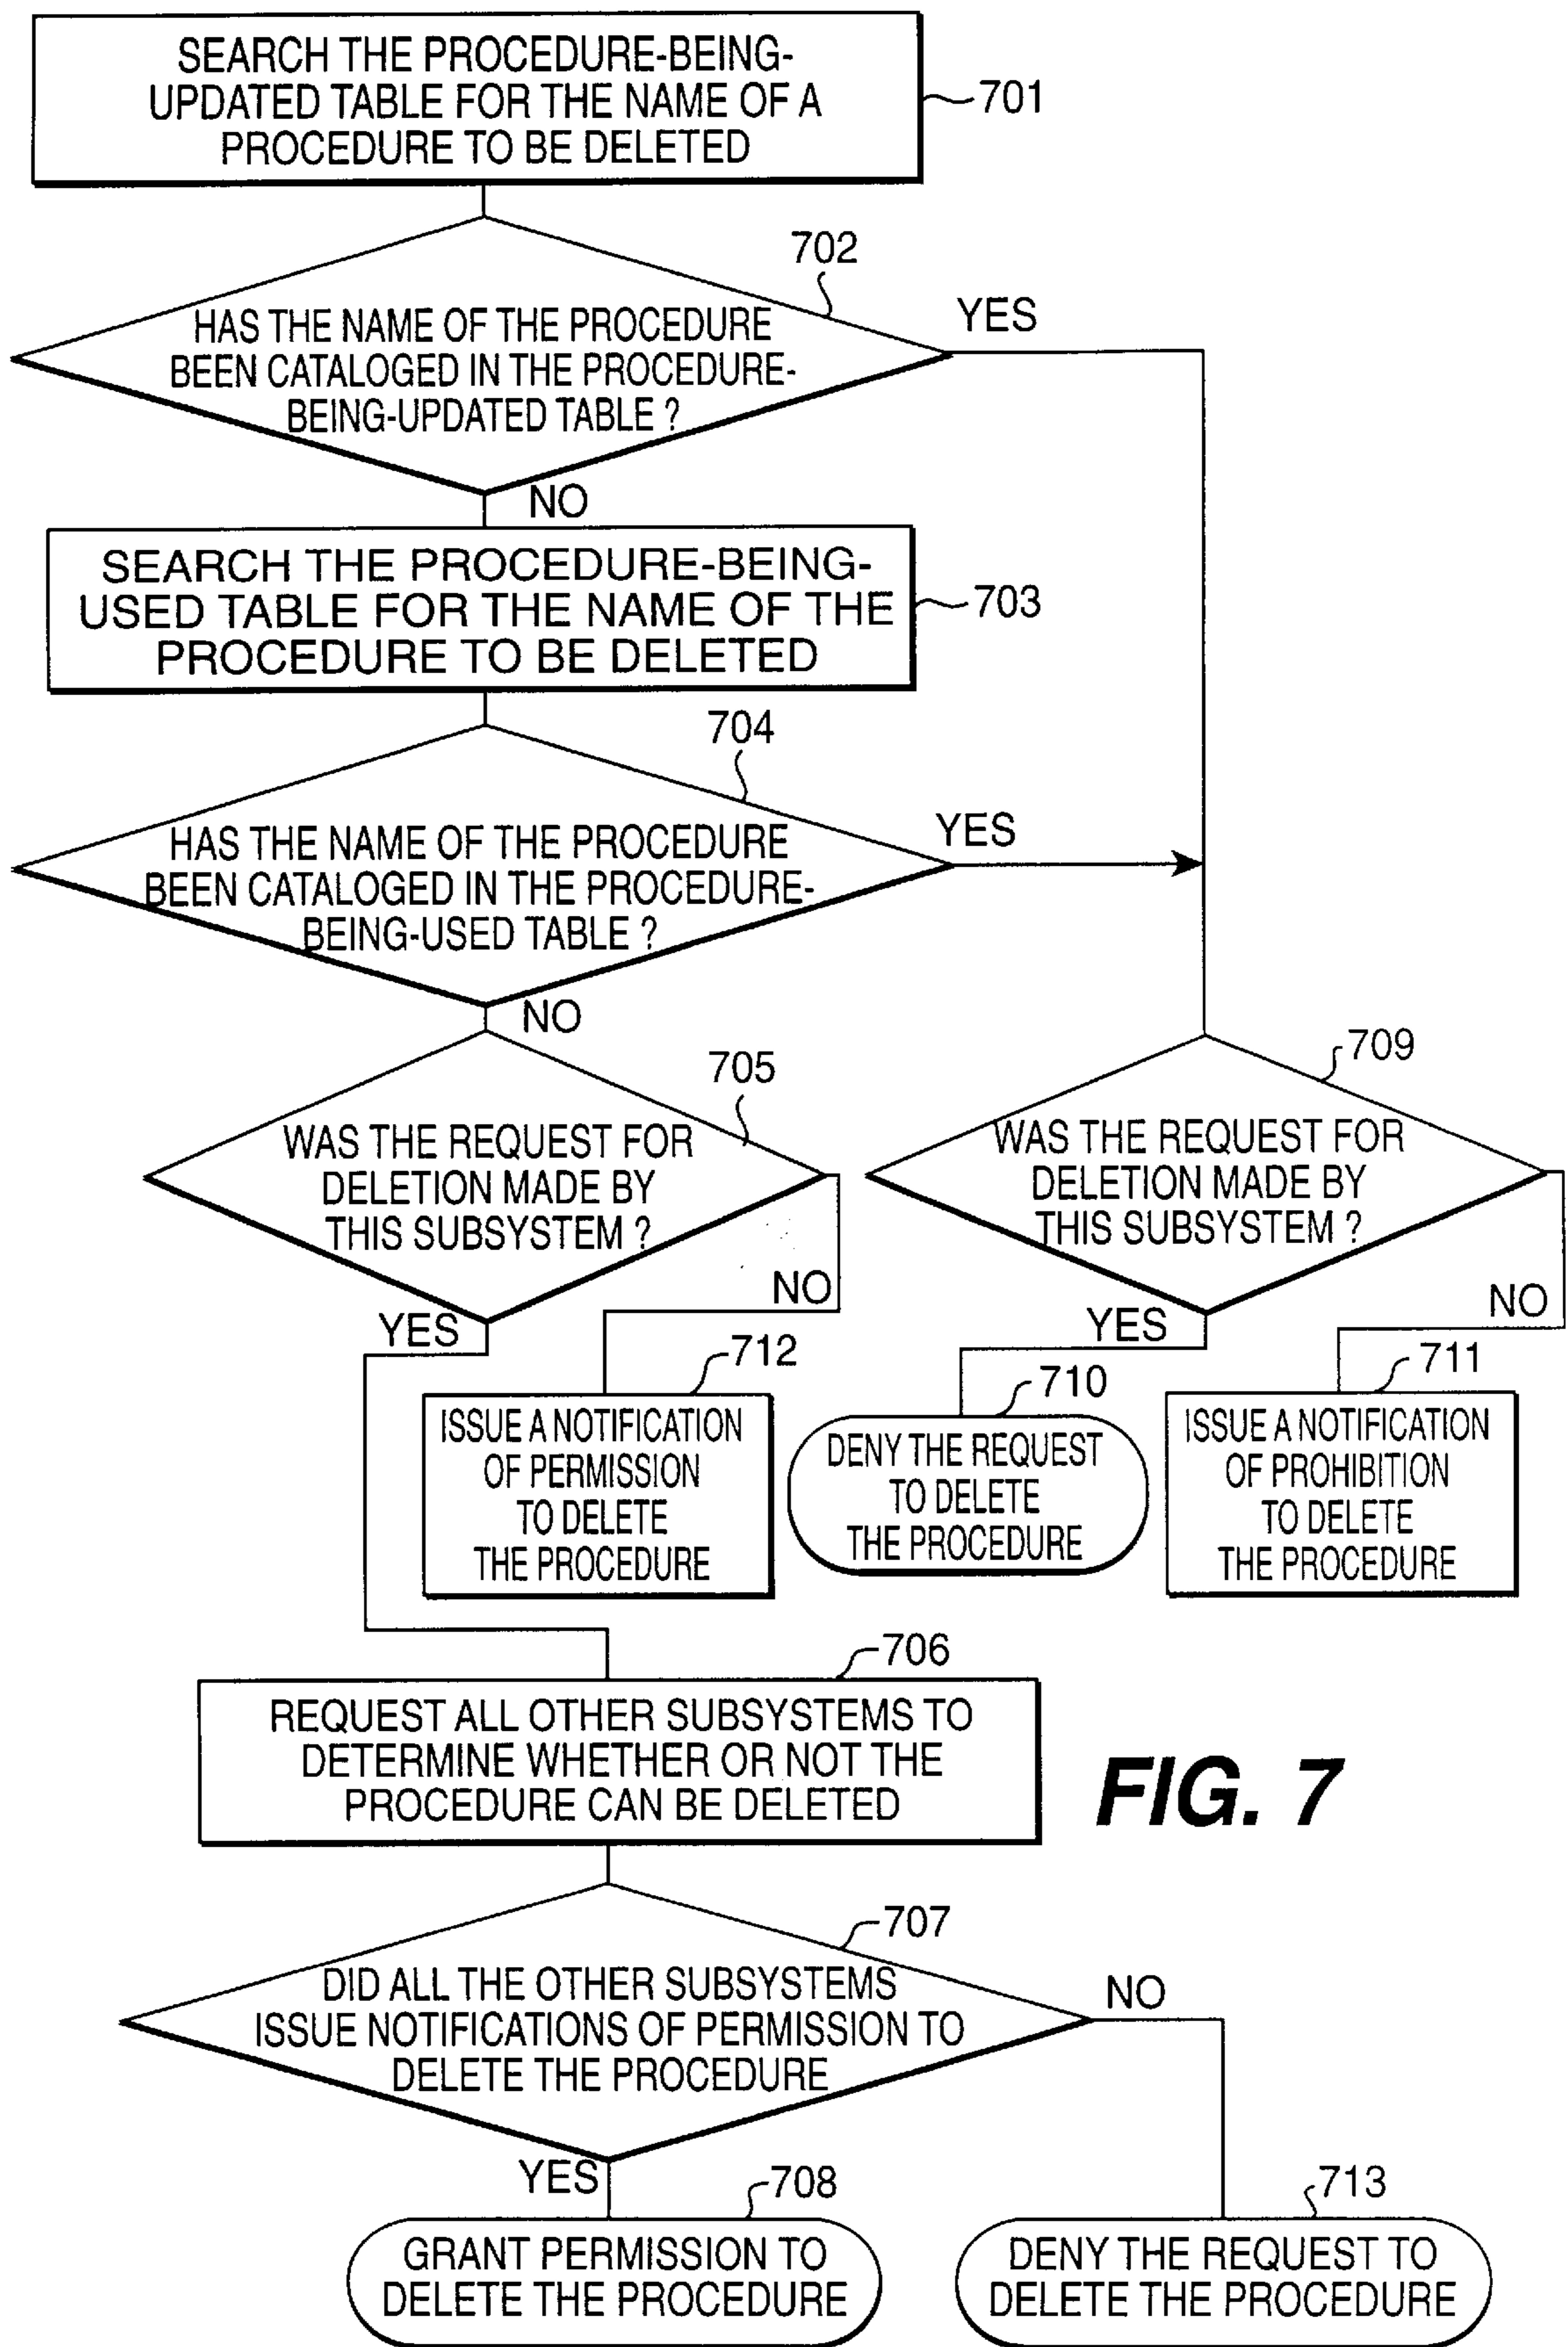 SEARCH THE PROCEDURE-BEING-
UPDATED TABLE FOR THE NAME OF A
PROCEDURE TO BE DELETED
701
702
HAS THE NAME OF THE PROCEDURE
BEEN CATALOGED IN THE PROCEDURE-
BEING-UPDATED TABLE ?
YES
NO
SEARCH THE PROCEDURE-BEING-
USED TABLE FOR THE NAME OF THE
PROCEDURE TO BE DELETED
703
704
HAS THE NAME OF THE PROCEDURE
BEEN CATALOGED IN THE PROCEDURE-
BEING-USED TABLE ?
YES
NO
705
WAS THE REQUEST FOR
DELETION MADE BY
THIS SUBSYSTEM ?
NO
YES
709
WAS THE REQUEST FOR
DELETION MADE BY
THIS SUBSYSTEM ?
NO
YES
712
ISSUE A NOTIFICATION
OF PERMISSION
TO DELETE
THE PROCEDURE
710
DENY THE REQUEST
TO DELETE
THE PROCEDURE
711
ISSUE A NOTIFICATION
OF PROHIBITION
TO DELETE
THE PROCEDURE
706
REQUEST ALL OTHER SUBSYSTEMS TO
DETERMINE WHETHER OR NOT THE
PROCEDURE CAN BE DELETED
FIG. 7
707
DID ALL THE OTHER SUBSYSTEMS
ISSUE NOTIFICATIONS OF PERMISSION TO
DELETE THE PROCEDURE
NO
YES
708
GRANT PERMISSION TO
DELETE THE PROCEDURE
713
DENY THE REQUEST TO
DELETE THE PROCEDURE